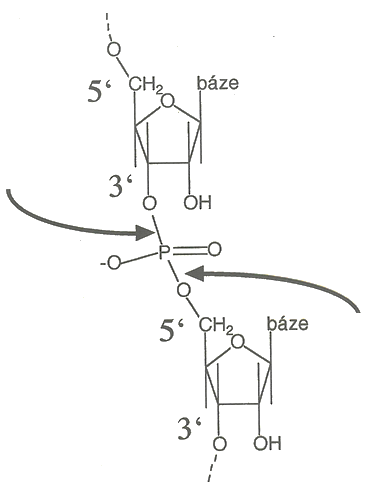 O
5‘ CH2 báze
O
3‘
O OH
-O P O
O
5‘ CH2 báze
O
3‘
O OH